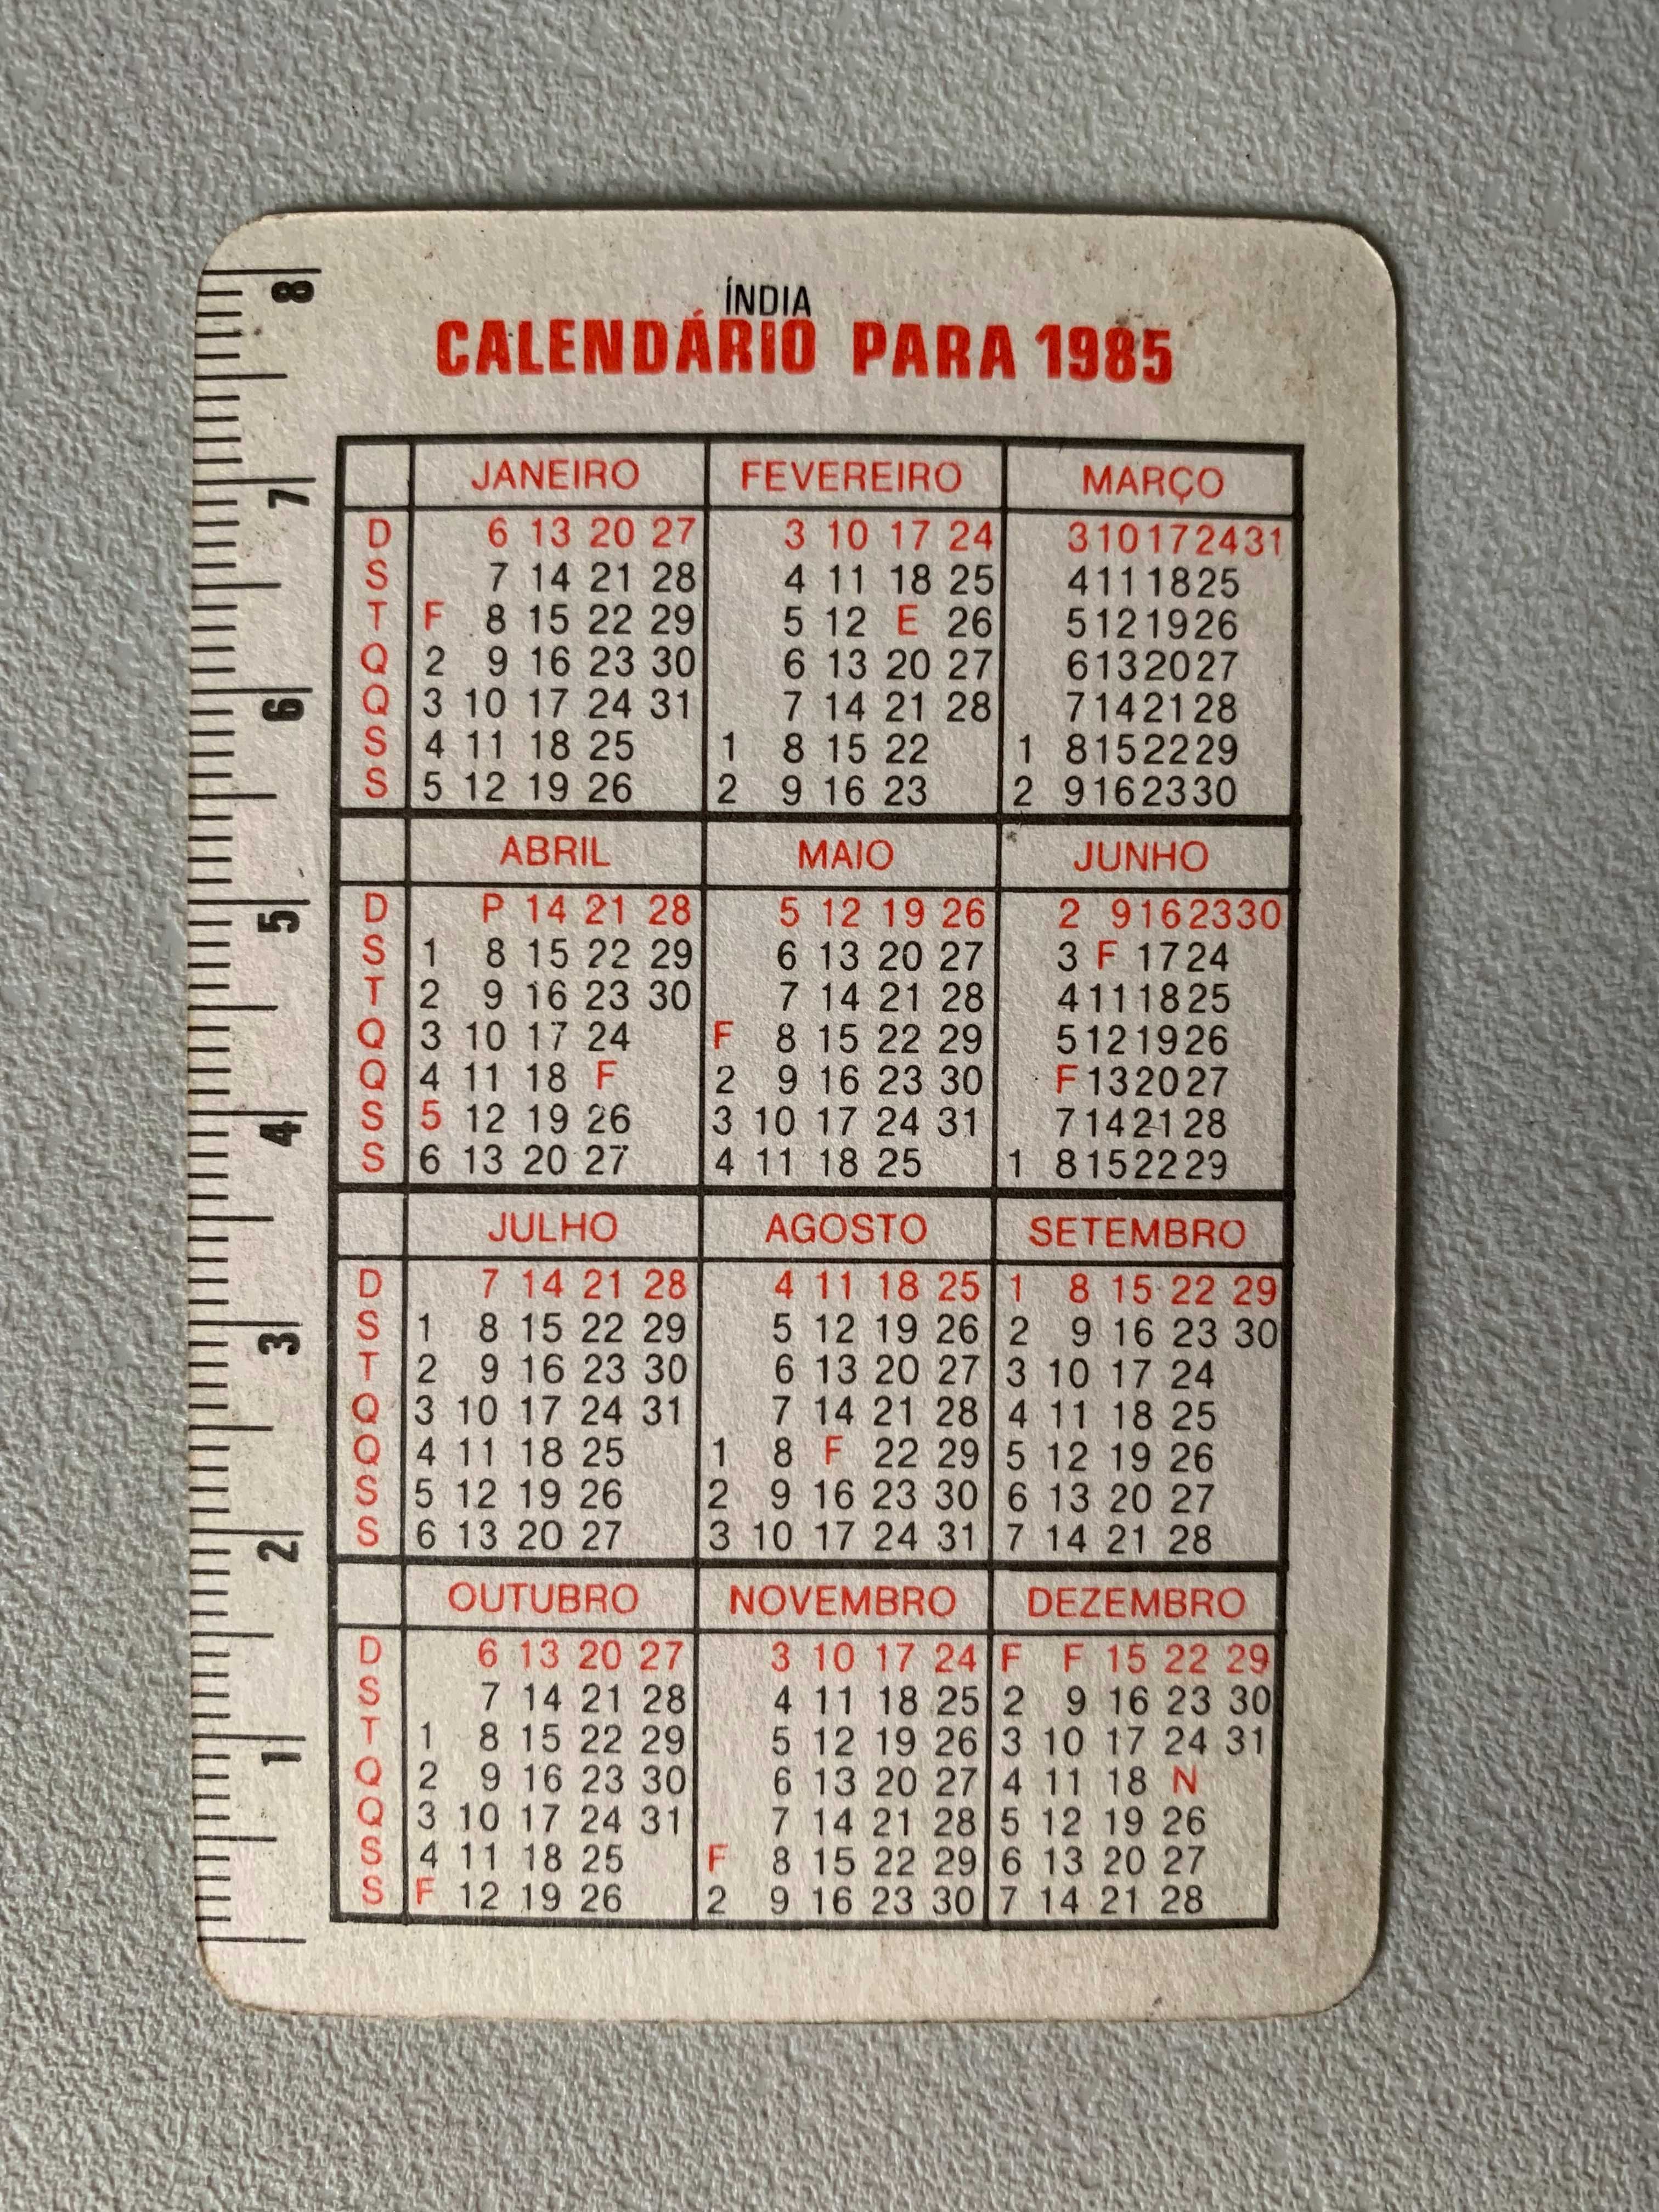 ÍNDIA
CALENDÁRIO PARA 1985
JANEIRO FEVEREIRO MARÇO
D 6 13 20 27 3 10 17 24 3 10 17 24 31
S 7 14 21 28 4 11 18 25 4 11 18 25
T F 8 15 22 29 5 12 E 26 5 12 19 26
Q 2 9 16 23 30 6 13 20 27 6 13 20 27
Q 3 10 17 24 31 7 14 21 28 7 14 21 28
S 4 11 18 25 1 8 15 22 1 8 15 22 29
S 5 12 19 26 2 9 16 23 2 9 16 23 30
ABRIL MAIO JUNHO
D P 14 21 28 5 12 19 26 2 9 16 23 30
S 1 8 15 22 29 6 13 20 27 3 F 17 24
T 2 9 16 23 30 7 14 21 28 4 11 18 25
Q 3 10 17 24 F 8 15 22 29 5 12 19 26
Q 4 11 18 F 2 9 16 23 30 F 13 20 27
S 5 12 19 26 3 10 17 24 31 7 14 21 28
S 6 13 20 27 4 11 18 25 1 8 15 22 29
JULHO AGOSTO SETEMBRO
D 7 14 21 28 4 11 18 25 1 8 15 22 29
S 1 8 15 22 29 5 12 19 26 2 9 16 23 30
T 2 9 16 23 30 6 13 20 27 3 10 17 24
Q 3 10 17 24 31 7 14 21 28 4 11 18 25
Q 4 11 18 25 1 8 F 22 29 5 12 19 26
S 5 12 19 26 2 9 16 23 30 6 13 20 27
S 6 13 20 27 3 10 17 24 31 7 14 21 28
OUTUBRO NOVEMBRO DEZEMBRO
D 6 13 20 27 3 10 17 24 F F 15 22 29
S 7 14 21 28 4 11 18 25 2 9 16 23 30
T 1 8 15 22 29 5 12 19 26 3 10 17 24 31
Q 2 9 16 23 30 6 13 20 27 4 11 18 N
Q 3 10 17 24 31 7 14 21 28 5 12 19 26
S 4 11 18 25 F 8 15 22 29 6 13 20 27
S F 12 19 26 2 9 16 23 30 7 14 21 28
1 2 3 4 5 6 7 8